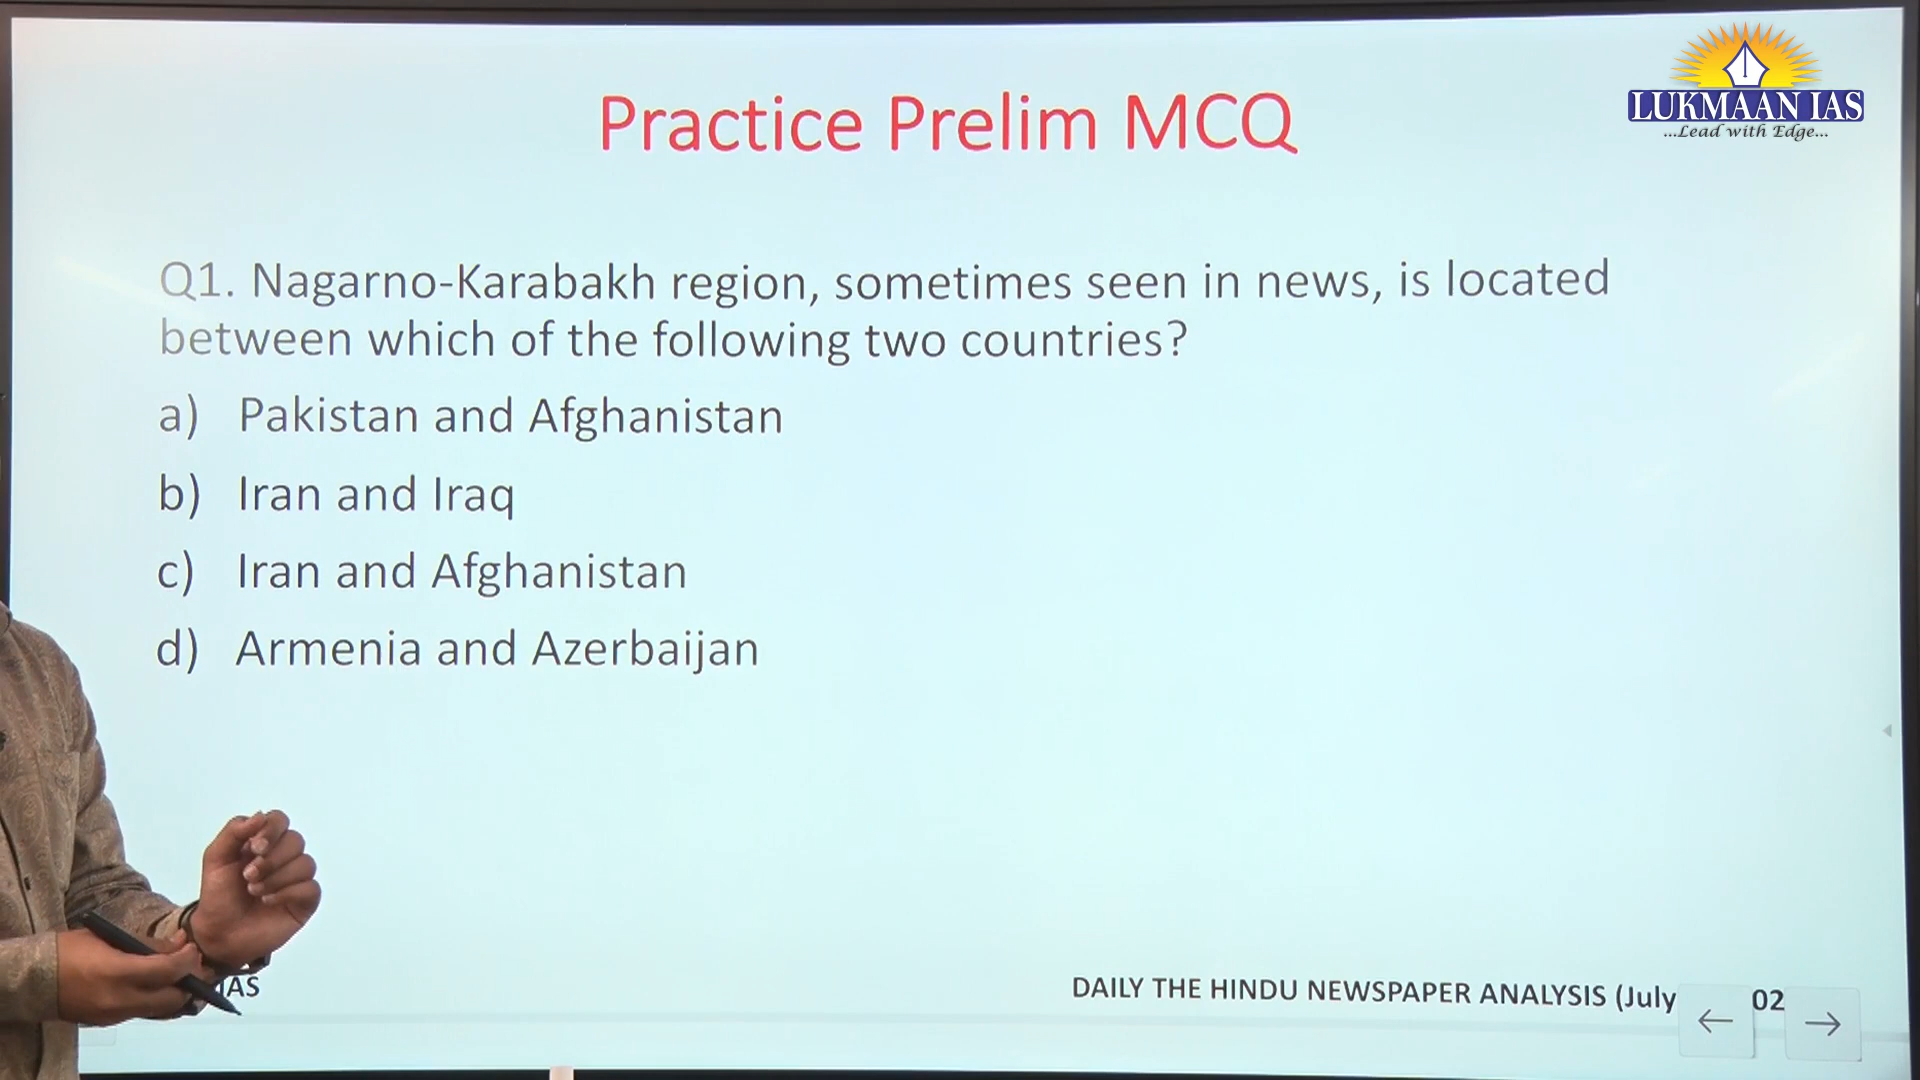 LUKMAAN IAS
...Lead with Edge...
Practice Prelim MCQ
Q1. Nagarno-Karabakh region, sometimes seen in news, is located
between which of the following two countries?
a) Pakistan and Afghanistan
b) Iran and Iraq
c) Iran and Afghanistan
d) Armenia and Azerbaijan
IAS
DAILY THE HINDU NEWSPAPER ANALYSIS (July